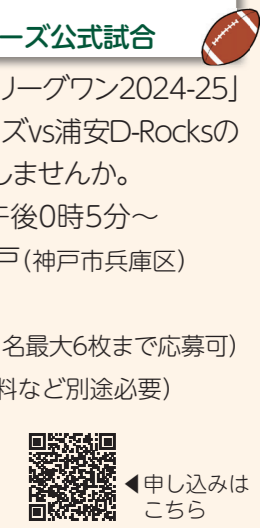 ーズ公式試合
リーグワン2024-25」
ズvs浦安D-Rocksの
しませんか。
午後0時5分～
戸(神戸市兵庫区)
名最大6枚まで応募可)
料など別途必要)
◀申し込みは
こちら